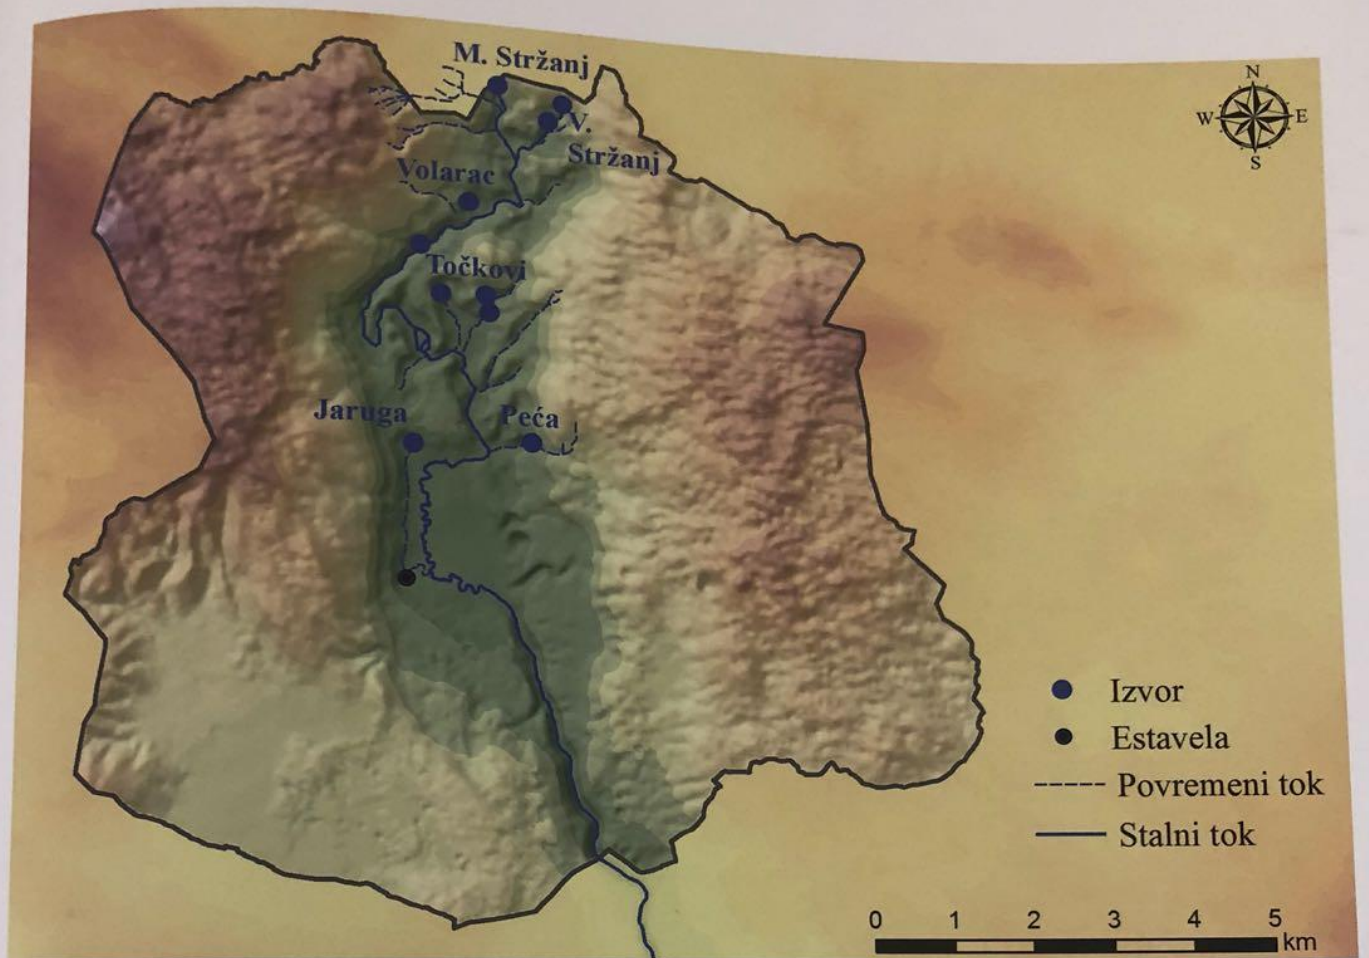 M. Stržanj
N
W
E
S
V.
Stržanj
Volarac
Točkovi
Jaruga
Peća
Izvor
Estavela
Povremeni tok
Stalni tok
0 1 2 3 4 5
km